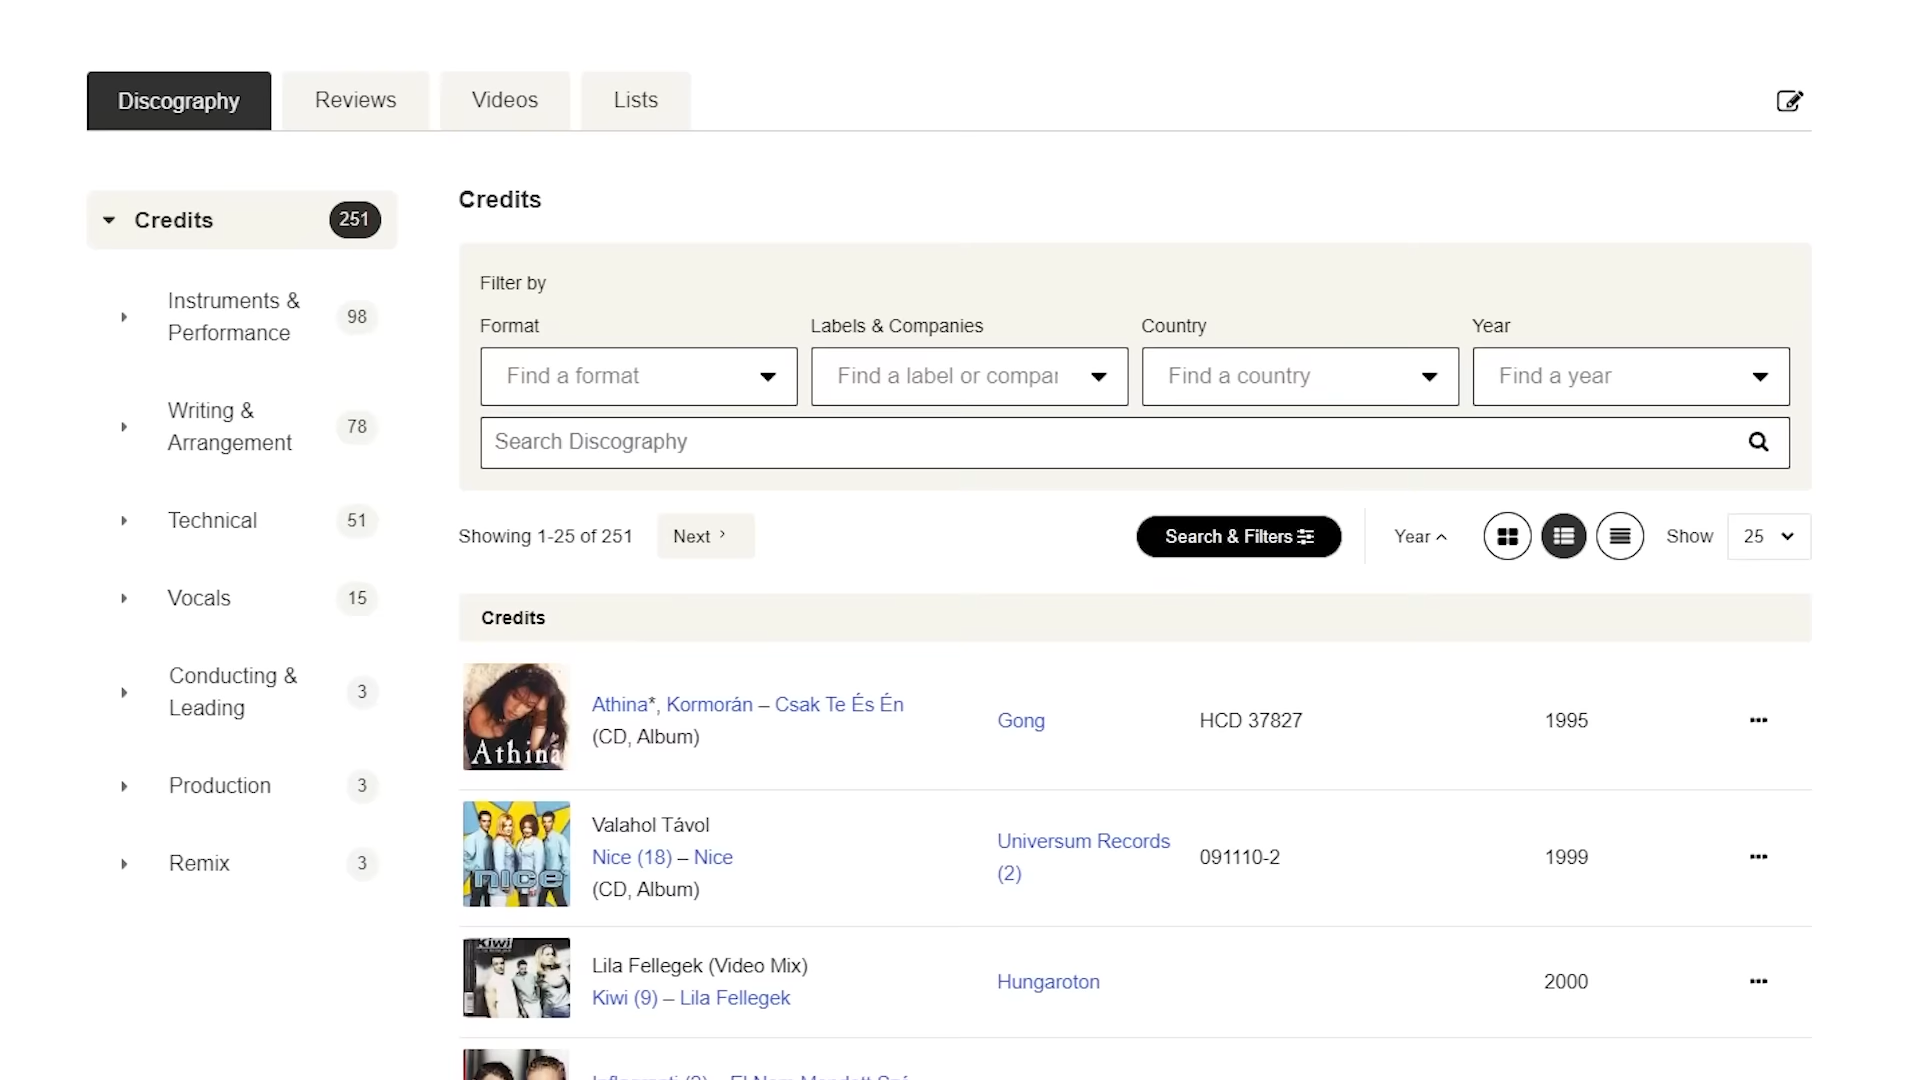 Discography
Reviews
Videos
Lists
Credits
251
Instruments &
Performance
98
Writing &
Arrangement
78
Technical
51
Vocals
15
Conducting &
Leading
3
Production
3
Remix
3
Credits
Filter by
Format
Labels & Companies
Country
Year
Find a format
Find a label or compar
Find a country
Find a year
Search Discography
Showing 1-25 of 251
Next
Search & Filters
Year
Show
25
Credits
Athina
Athina*, Kormorán – Csak Te És Én
(CD, Album)
Gong
HCD 37827
1995
nice
Valahol Távol
Nice (18) – Nice
(CD, Album)
Universum Records
(2)
091110-2
1999
Kiwi
Lila Fellegek (Video Mix)
Kiwi (9) – Lila Fellegek
Hungaroton
2000